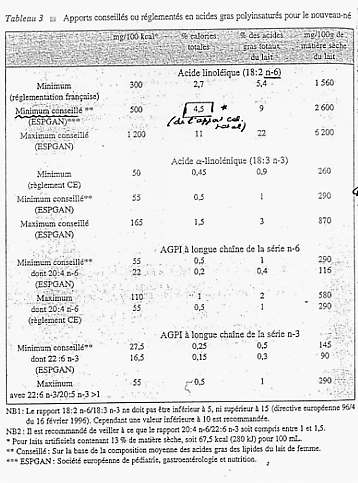 Tableau 3 Apports conseillés ou réglementés en acides gras polyinsaturés pour le nouveau-né
mg/100 kcal* % calories totales % des acides gras totaux du lait mg/100g de matière sèche
Acide linoléique (18:2 n-6)
Minimum 300 2,7 5,4 1 560
(réglementation française)
Minimum conseillé ** 500 4,5 * 9 2 600
(ESPGAN)***
(de l'apport cal. total)
Maximum conseillé 1 200 11 22 6 200
(ESPGAN)
Acide α-linolénique (18:3 n-3)
Minimum 50 0,45 0,9 260
(règlement CE)
Minimum conseillé** 55 0,5 1 290
(ESPGAN)
Maximum conseillé 165 1,5 3 870
(ESPGAN)
AGPI à longue chaîne de la série n-6
Minimum conseillé** 55 0,5 1 290
dont 20:4 n-6 22 0,2 0,4 116
(ESPGAN)
Maximum 110 1 2 580
dont 20:4 n-6 55 0,5 1 290
(règlement CE)
AGPI à longue chaîne de la série n-3
Minimum conseillé** 27,5 0,25 0,5 145
dont 22:6 n-3 16,5 0,15 0,3 90
(ESPGAN)
Maximum 55 0,5 1 290
avec 22:6 n-3/20:5 n-3 >1
NB1: Le rapport 18:2 n-6/18:3 n-3 ne doit pas être inférieur à 5, ni supérieur à 15 (directive européenne 96/4
du 16 février 1996). Cependant une valeur inférieure à 10 est recommandée.
NB2 : Il est recommandé de veiller à ce que le rapport 20:4 n-6/22:6 n-3 soit compris entre 1 et 1,5.
* Pour laits artificiels contenant 13 % de matière sèche, soit 67,5 kcal (280 kJ) pour 100 mL.
** Conseillé : Sur la base de la composition moyenne des acides gras des lipides du lait de femme.
*** ESPGAN : Société européenne de pédiatrie, gastroentérologie et nutrition.